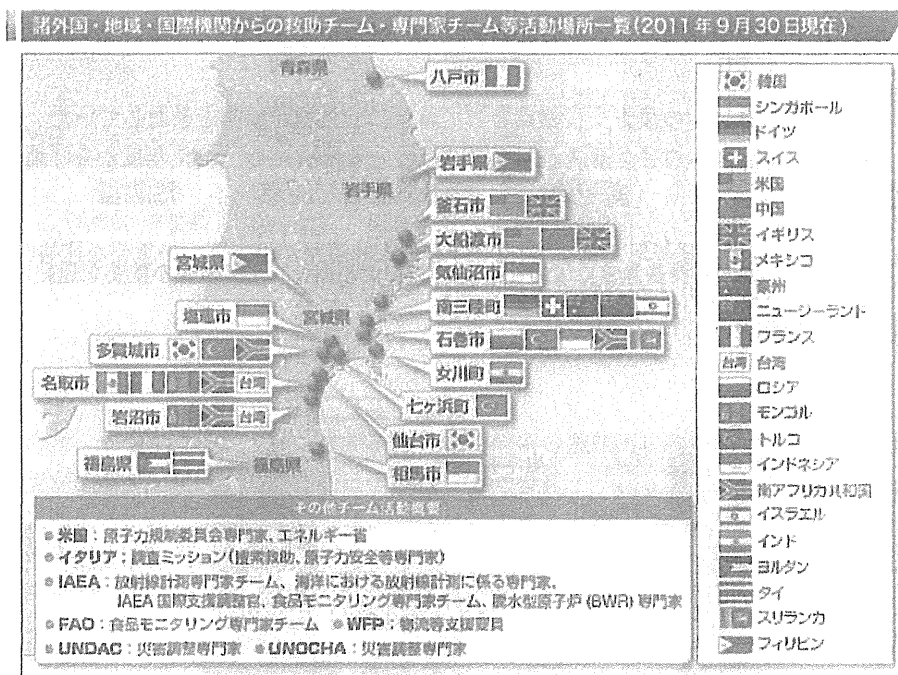 諸外国・地域・国際機関からの救助チーム・専門家チーム等活動場所一覧(2011年9月30日現在)
青森県
八戸市
岩手県
岩手県
釜石市
大船渡市
宮城県
気仙沼市
塩竈市
宮城県
南三陸町
多賀城市
石巻市
名取市 台湾
女川町
岩沼市 台湾
七ヶ浜町
仙台市
福島県
福島県
相馬市
韓国
シンガポール
ドイツ
スイス
米国
中国
イギリス
メキシコ
豪州
ニュージーランド
フランス
台湾 台湾
ロシア
モンゴル
トルコ
インドネシア
南アフリカ共和国
イスラエル
インド
ヨルダン
タイ
スリランカ
フィリピン
その他チーム活動概要
●米国：原子力規制委員会専門家、エネルギー省
●イタリア：調査ミッション(捜索救助、原子力安全等専門家)
●IAEA：放射線計測専門家チーム、海洋における放射線計測に係る専門家、
IAEA国際支援調整官、食品モニタリング専門家チーム、沸水型原子炉(BWR)専門家
●FAO：食品モニタリング専門家チーム ●WFP：物流等支援要員
●UNDAC：災害調整専門家 ●UNOCHA：災害調整専門家